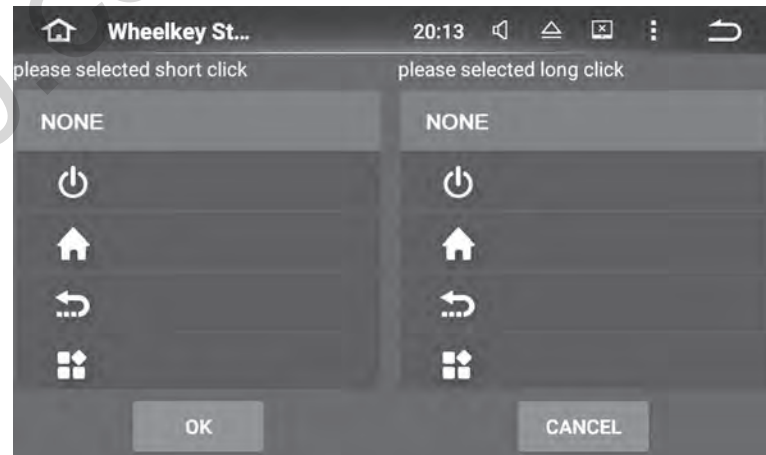 Wheelkey St... 20:13
please selected short click
please selected long click
NONE
NONE
OK
CANCEL